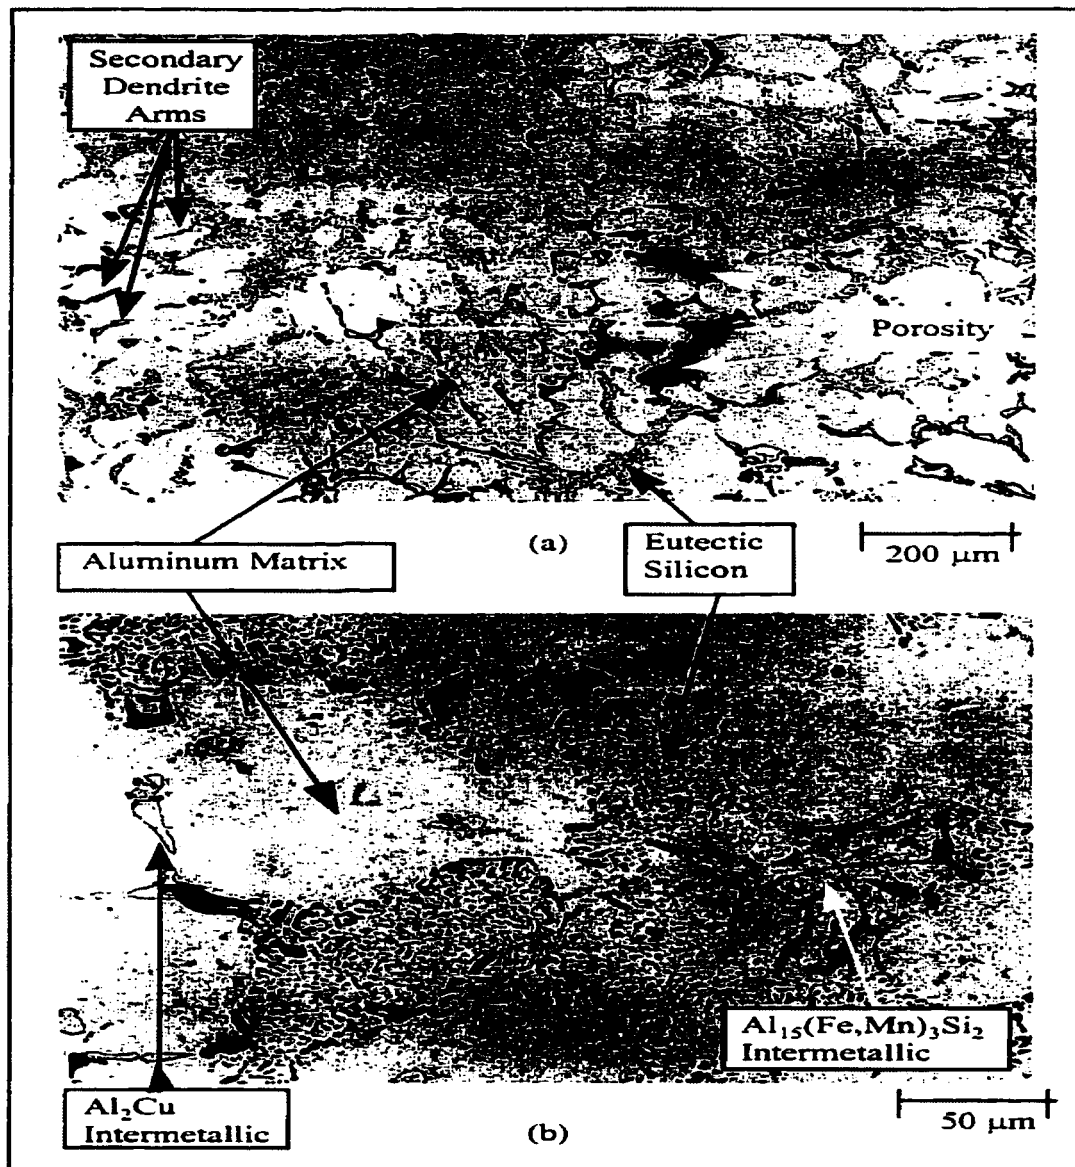 Secondary
Dendrite
Arms
Porosity
(a)
200 μm
Aluminum Matrix
Eutectic
Silicon
Al₁₅(Fe,Mn)₃Si₂
Intermetallic
Al₂Cu
Intermetallic
(b)
50 μm